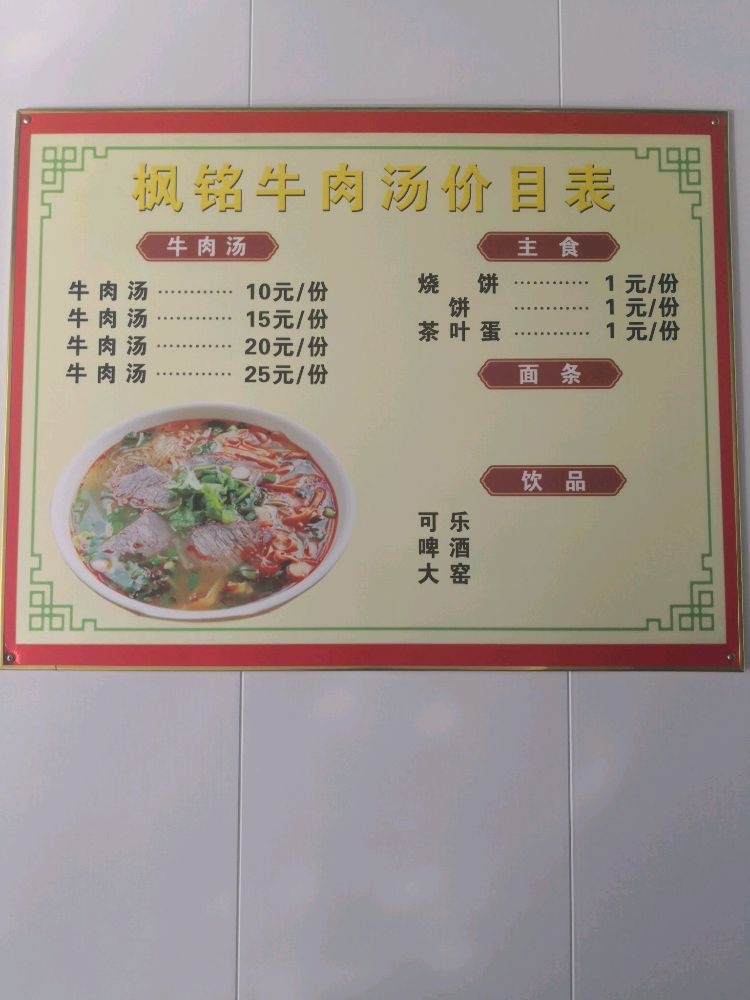 枫铭牛肉汤价目表
牛肉汤
牛肉汤 ………… 10元/份
牛肉汤 ………… 15元/份
牛肉汤 ………… 20元/份
牛肉汤 ………… 25元/份
主食
烧饼 ………… 1元/份
饼 ………… 1元/份
茶叶蛋 ………… 1元/份
面条
饮品
可乐
啤酒
大窑